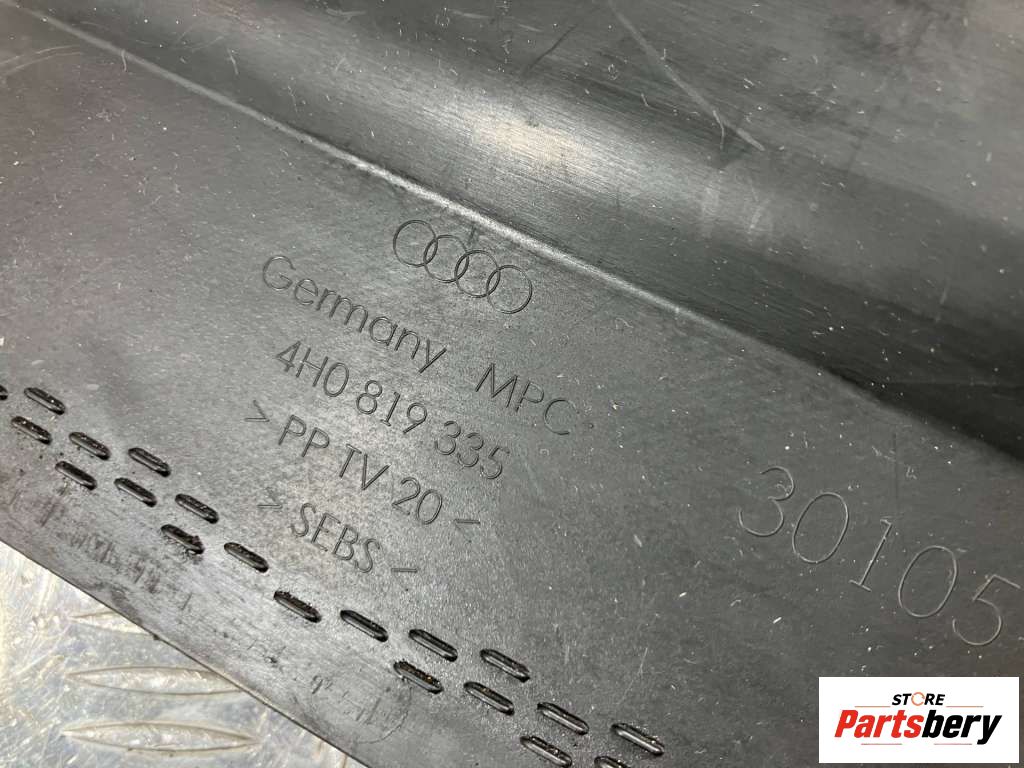 Germany MPC
4H0 819 335
> PP TV 20 <
> SEBS <
30105
STORE
Partsbery